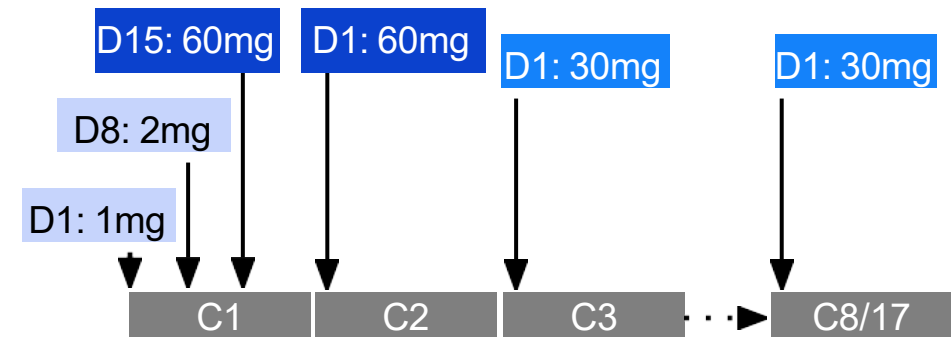 D15: 60mg
D1: 60mg
D1: 30mg
D1: 30mg
D8: 2mg
D1: 1mg
C1
C2
C3
C8/17